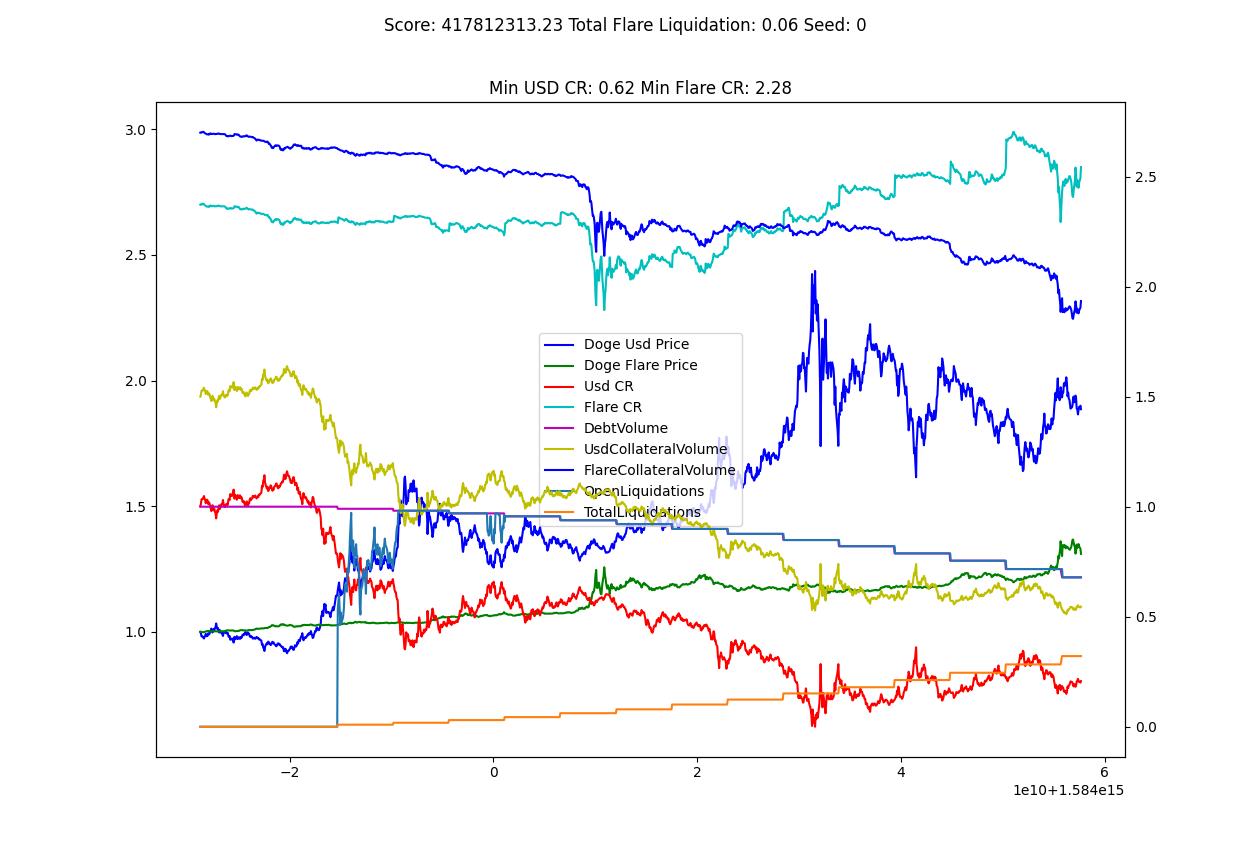 Score: 417812313.23 Total Flare Liquidation: 0.06 Seed: 0
Min USD CR: 0.62 Min Flare CR: 2.28
3.0
2.5
2.5
2.0
2.0
1.5
1.5
1.0
1.0
0.5
0.0
Doge Usd Price
Doge Flare Price
Usd CR
Flare CR
DebtVolume
UsdCollateralVolume
FlareCollateralVolume
OpenLiquidations
TotalLiquidations
−2
0
2
4
6
1e10+1.584e15